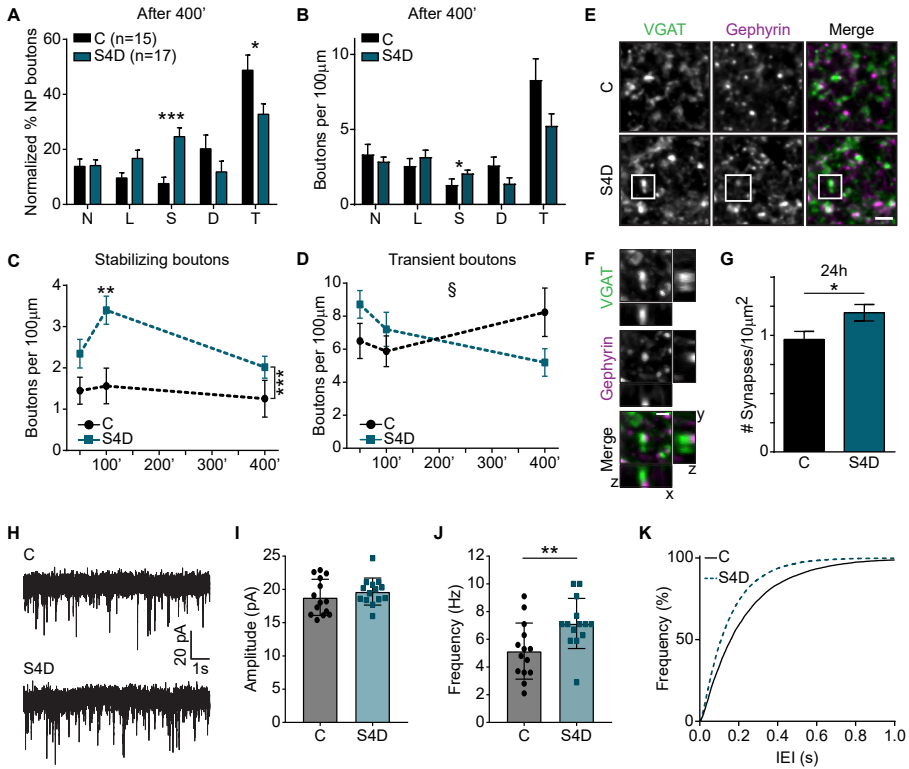 A
After 400’
Normalized % NP boutons
60
40
20
0
C (n=15)
S4D (n=17)
***
*
N L S D T
B
After 400’
Boutons per 100µm
10
5
0
C
S4D
*
N L S D T
E
VGAT Gephyrin Merge
C
S4D
C
Stabilizing boutons
Boutons per 100µm
4
3
2
1
0
**
***
C
S4D
100’ 200’ 300’ 400’
D
Transient boutons
Boutons per 100µm
10
8
6
4
2
0
§
C
S4D
100’ 200’ 300’ 400’
F
VGAT
Gephyrin
Merge
y
z
z
x
G
24h
*
# Synapses/10µm2
1
0
C S4D
H
C
20 pA
1s
S4D
I
Amplitude (pA)
25
20
15
10
5
0
C S4D
J
Frequency (Hz)
12
10
8
6
4
2
0
**
C S4D
K
Frequency (%)
100
50
0
C
S4D
0.0 0.2 0.4 0.6 0.8 1.0
IEI (s)